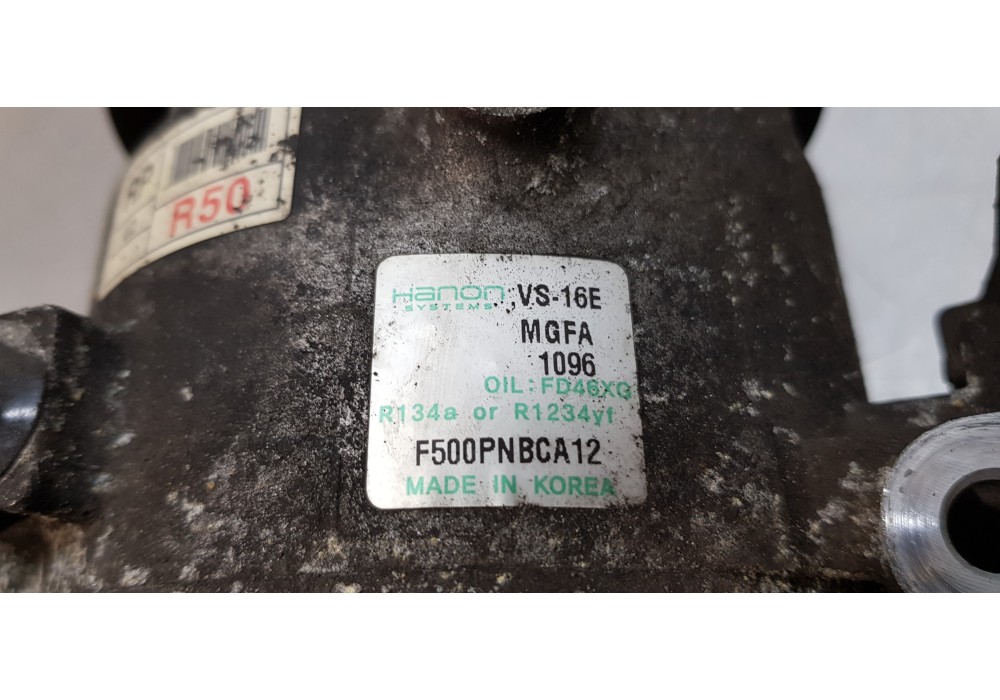 R50
Hanon VS-16E
SYSTEMS
MGFA
1096
OIL: FD46XG
R134a or R1234yf
F500PNBCA12
MADE IN KOREA